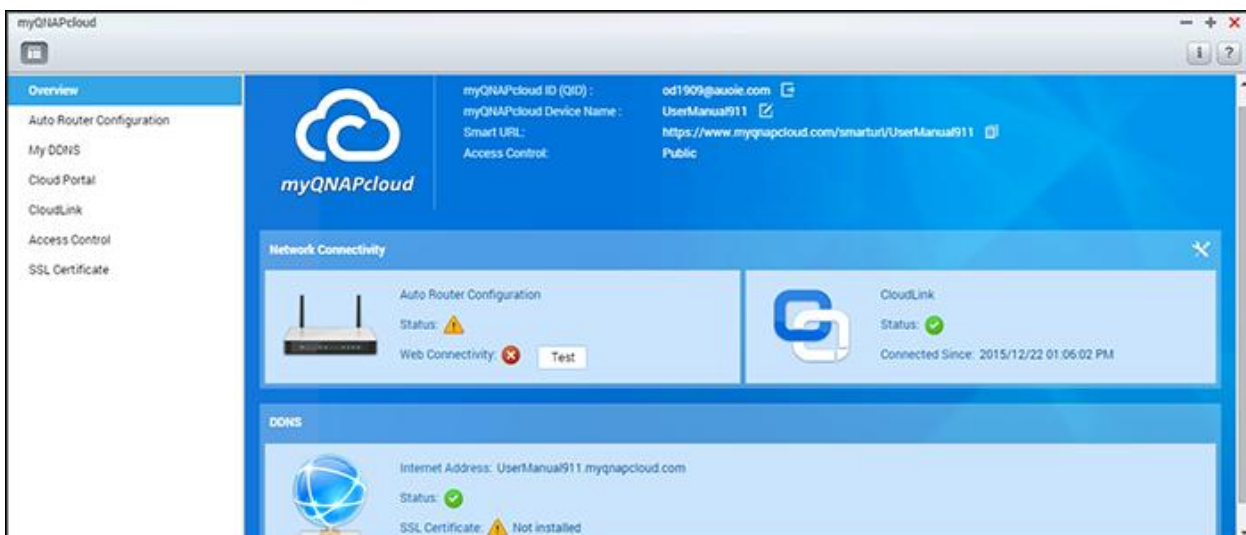 myQNAPcloud
Overview
Auto Router Configuration
My DDNS
Cloud Portal
CloudLink
Access Control
SSL Certificate
myQNAPcloud
myQNAPcloud ID (QID) : od1909@auoie.com
myQNAPcloud Device Name : UserManual911
Smart URL: https://www.myqnapcloud.com/smarturl/UserManual911
Access Control: Public
Network Connectivity
Auto Router Configuration
Status:
Web Connectivity: Test
CloudLink
Status:
Connected Since: 2015/12/22 01:06:02 PM
DDNS
Internet Address: UserManual911.myqnapcloud.com
Status:
SSL Certificate: Not installed